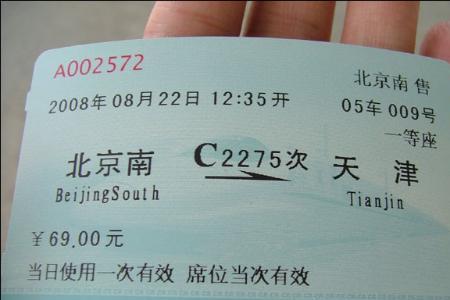 A002572
北京南 售
2008年08月22日 12:35开
05车 009号
一等座
北京南 C2275次 天津
BeijingSouth Tianjin
￥69.00元
当日使用一次有效 席位当次有效